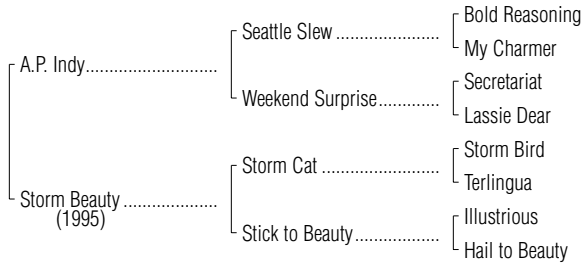 Bold Reasoning
Seattle Slew ....................
My Charmer
A.P. Indy..........................
Secretariat
Weekend Surprise............
Lassie Dear
Storm Bird
Storm Cat .......................
Terlingua
Storm Beauty ..................
(1995)
Illustrious
Stick to Beauty................
Hail to Beauty